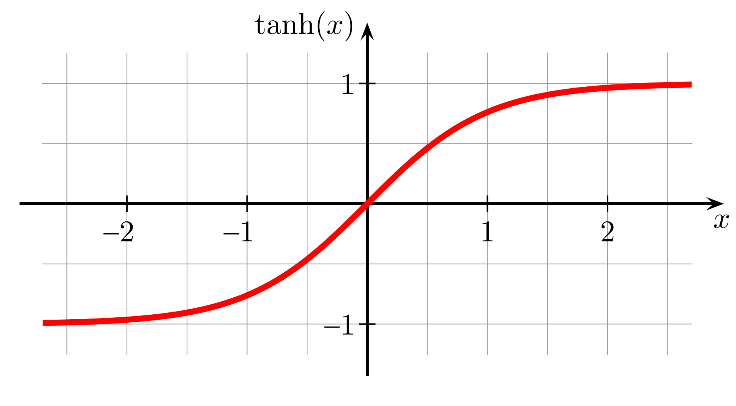 tanh(x)
1
–2 –1 1 2
x
–1